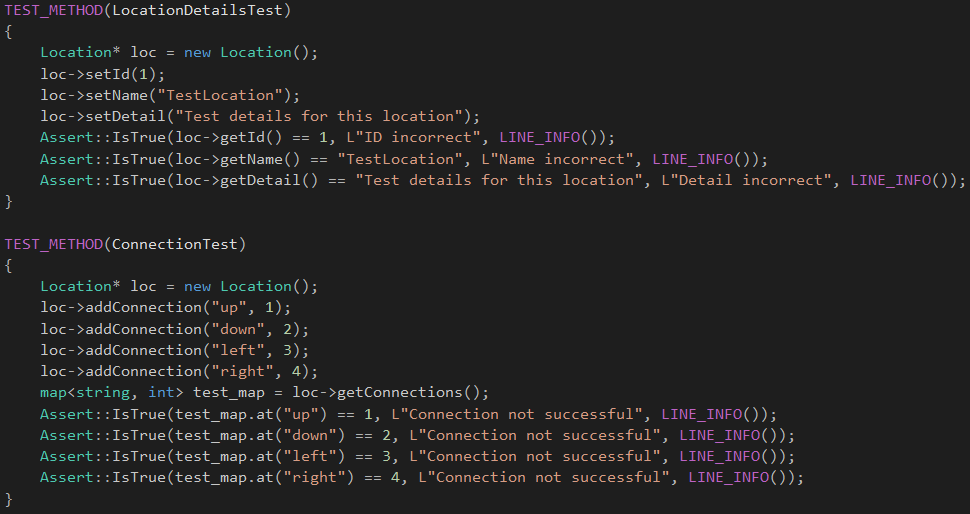 TEST_METHOD(LocationDetailsTest)
{
    Location* loc = new Location();
    loc->setId(1);
    loc->setName("TestLocation");
    loc->setDetail("Test details for this location");
    Assert::IsTrue(loc->getId() == 1, L"ID incorrect", LINE_INFO());
    Assert::IsTrue(loc->getName() == "TestLocation", L"Name incorrect", LINE_INFO());
    Assert::IsTrue(loc->getDetail() == "Test details for this location", L"Detail incorrect", LINE_INFO());
}

TEST_METHOD(ConnectionTest)
{
    Location* loc = new Location();
    loc->addConnection("up", 1);
    loc->addConnection("down", 2);
    loc->addConnection("left", 3);
    loc->addConnection("right", 4);
    map<string, int> test_map = loc->getConnections();
    Assert::IsTrue(test_map.at("up") == 1, L"Connection not successful", LINE_INFO());
    Assert::IsTrue(test_map.at("down") == 2, L"Connection not successful", LINE_INFO());
    Assert::IsTrue(test_map.at("left") == 3, L"Connection not successful", LINE_INFO());
    Assert::IsTrue(test_map.at("right") == 4, L"Connection not successful", LINE_INFO());
}